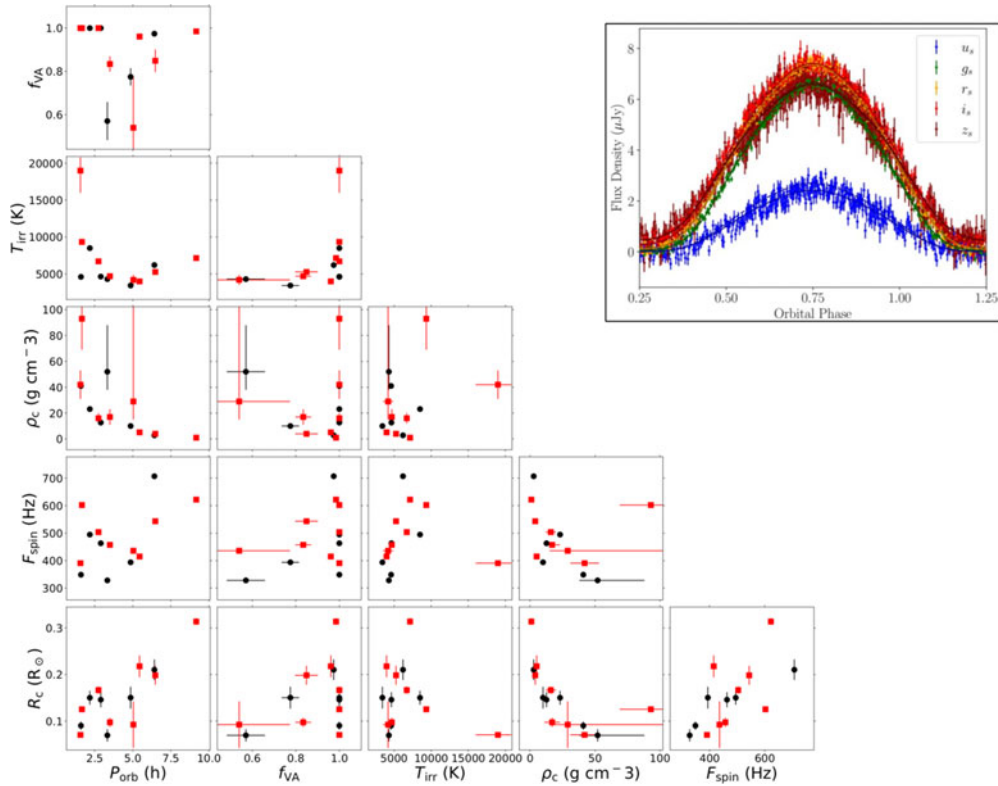 1.0
0.8
0.6
f_VA
8
6
4
2
0
Flux Density (μJy)
u_s
g_s
r_s
i_s
z_s
0.25
0.50
0.75
1.00
1.25
Orbital Phase
20000
15000
10000
5000
T_irr (K)
100
80
60
40
20
0
ρ_c (g cm−3)
700
600
500
400
300
F_spin (Hz)
0.3
0.2
0.1
R_c (R_⊙)
2.5 5.0 7.5 10
0.6 0.8 1.0
5000 10000 15000 20000
0 20 40 60 80 100
400 600
P_orb (h)
f_VA
T_irr (K)
ρ_c (g cm−3)
F_spin (Hz)